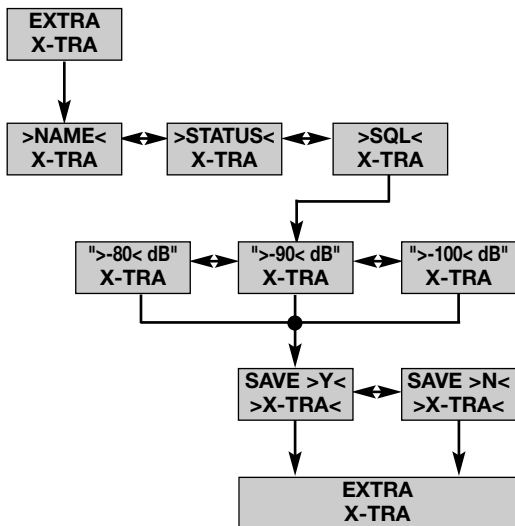 EXTRA
X-TRA
>NAME<
X-TRA
>STATUS<
X-TRA
>SQL<
X-TRA
">-80< dB"
X-TRA
">-90< dB"
X-TRA
">-100< dB"
X-TRA
SAVE >Y<
>X-TRA<
SAVE >N<
>X-TRA<
EXTRA
X-TRA